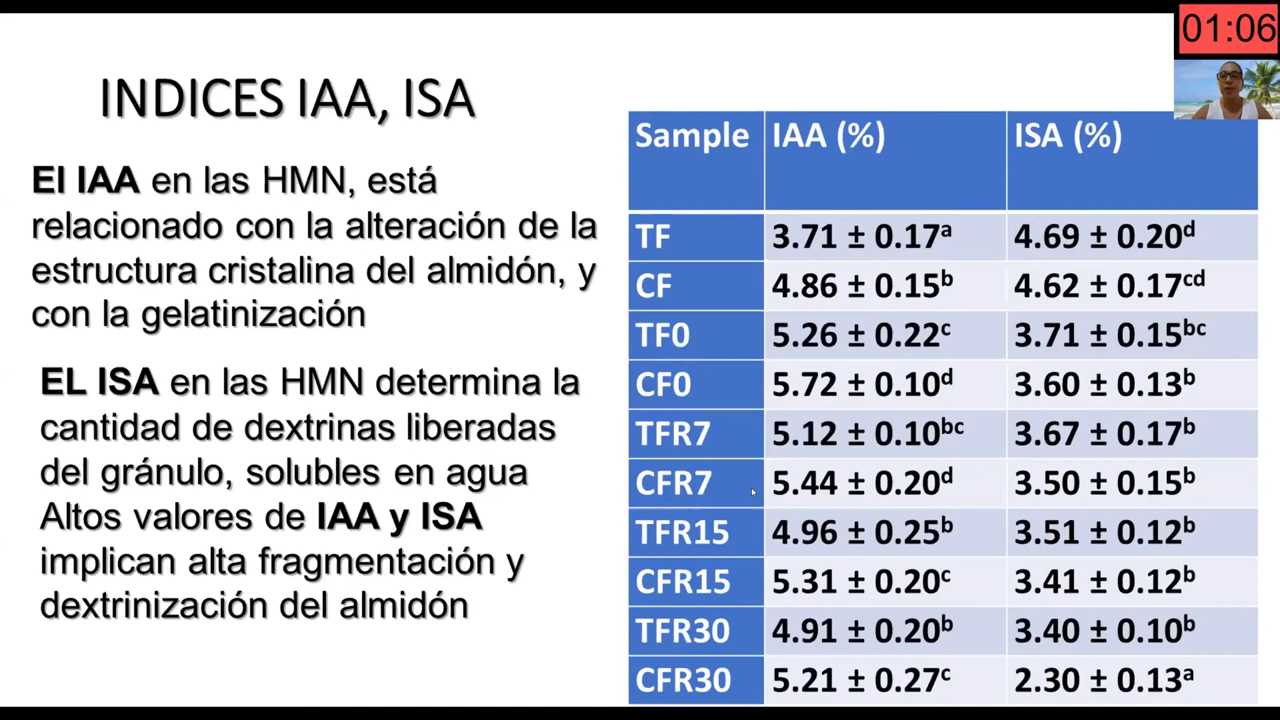 01:06
INDICES IAA, ISA
El IAA en las HMN, está
relacionado con la alteración de la
estructura cristalina del almidón, y
con la gelatinización
EL ISA en las HMN determina la
cantidad de dextrinas liberadas
del gránulo, solubles en agua
Altos valores de IAA y ISA
implican alta fragmentación y
dextrinización del almidón
Sample IAA (%) ISA (%)
TF 3.71 ± 0.17ᵃ 4.69 ± 0.20ᵈ
CF 4.86 ± 0.15ᵇ 4.62 ± 0.17ᶜᵈ
TF0 5.26 ± 0.22ᶜ 3.71 ± 0.15ᵇᶜ
CF0 5.72 ± 0.10ᵈ 3.60 ± 0.13ᵇ
TFR7 5.12 ± 0.10ᵇᶜ 3.67 ± 0.17ᵇ
CFR7 5.44 ± 0.20ᵈ 3.50 ± 0.15ᵇ
TFR15 4.96 ± 0.25ᵇ 3.51 ± 0.12ᵇ
CFR15 5.31 ± 0.20ᶜ 3.41 ± 0.12ᵇ
TFR30 4.91 ± 0.20ᵇ 3.40 ± 0.10ᵇ
CFR30 5.21 ± 0.27ᶜ 2.30 ± 0.13ᵃ